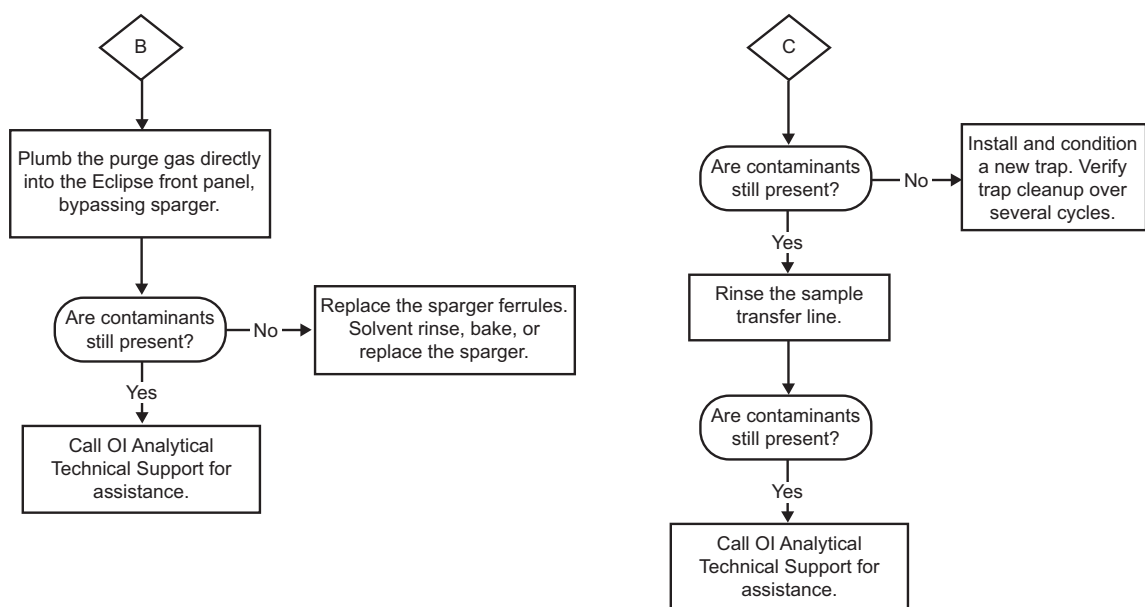 B
Plumb the purge gas directly
into the Eclipse front panel,
bypassing sparger.
Are contaminants
still present?
No
Replace the sparger ferrules.
Solvent rinse, bake, or
replace the sparger.
Yes
Call OI Analytical
Technical Support for
assistance.
C
Are contaminants
still present?
No
Install and condition
a new trap. Verify
trap cleanup over
several cycles.
Yes
Rinse the sample
transfer line.
Are contaminants
still present?
Yes
Call OI Analytical
Technical Support for
assistance.